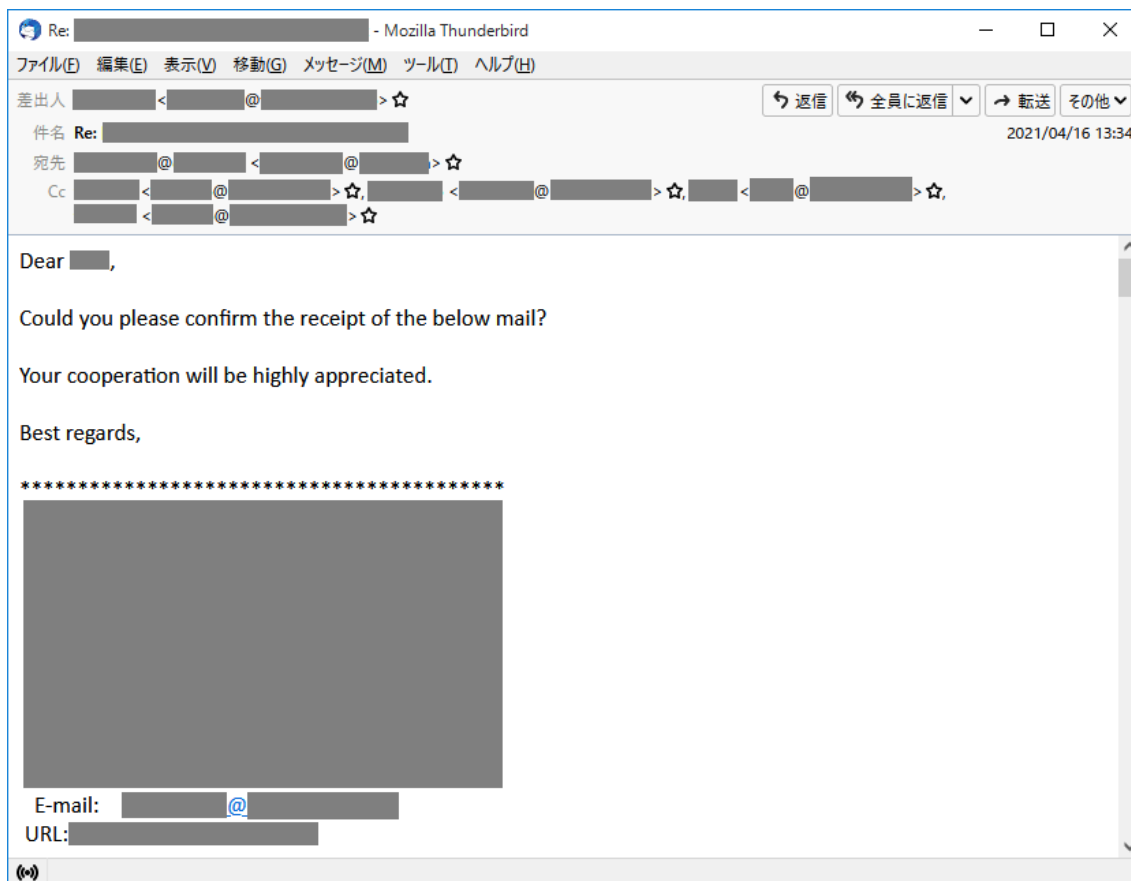 Re: - Mozilla Thunderbird
ファイル(F) 編集(E) 表示(V) 移動(G) メッセージ(M) ツール(T) ヘルプ(H)
差出人 < @ > ☆ 返信 全員に返信 転送 その他
件名 Re: 2021/04/16 13:34
宛先 @ < @ > ☆
Cc < @ > ☆, < @ > ☆, < @ > ☆,
< @ > ☆
Dear ,
Could you please confirm the receipt of the below mail?
Your cooperation will be highly appreciated.
Best regards,
******************************************
E-mail: @
URL: